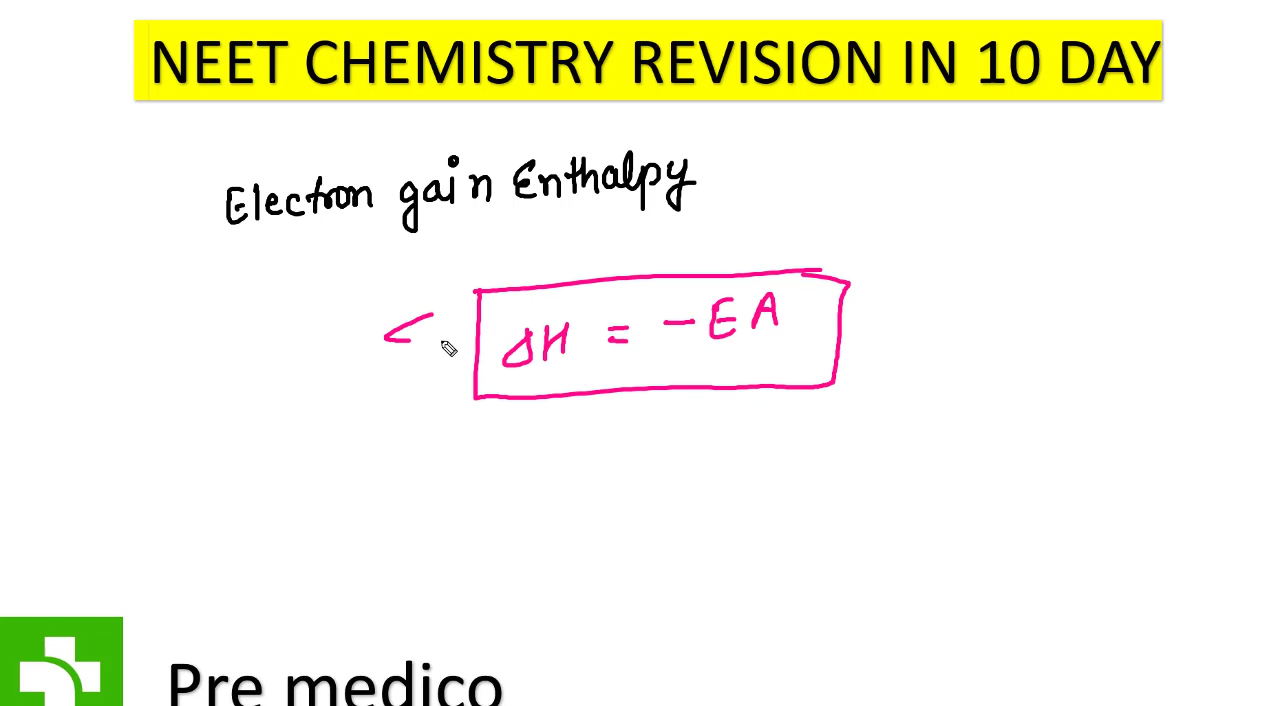 NEET CHEMISTRY REVISION IN 10 DAY
Electron gain Enthalpy
ΔH = -EA
Pre medico